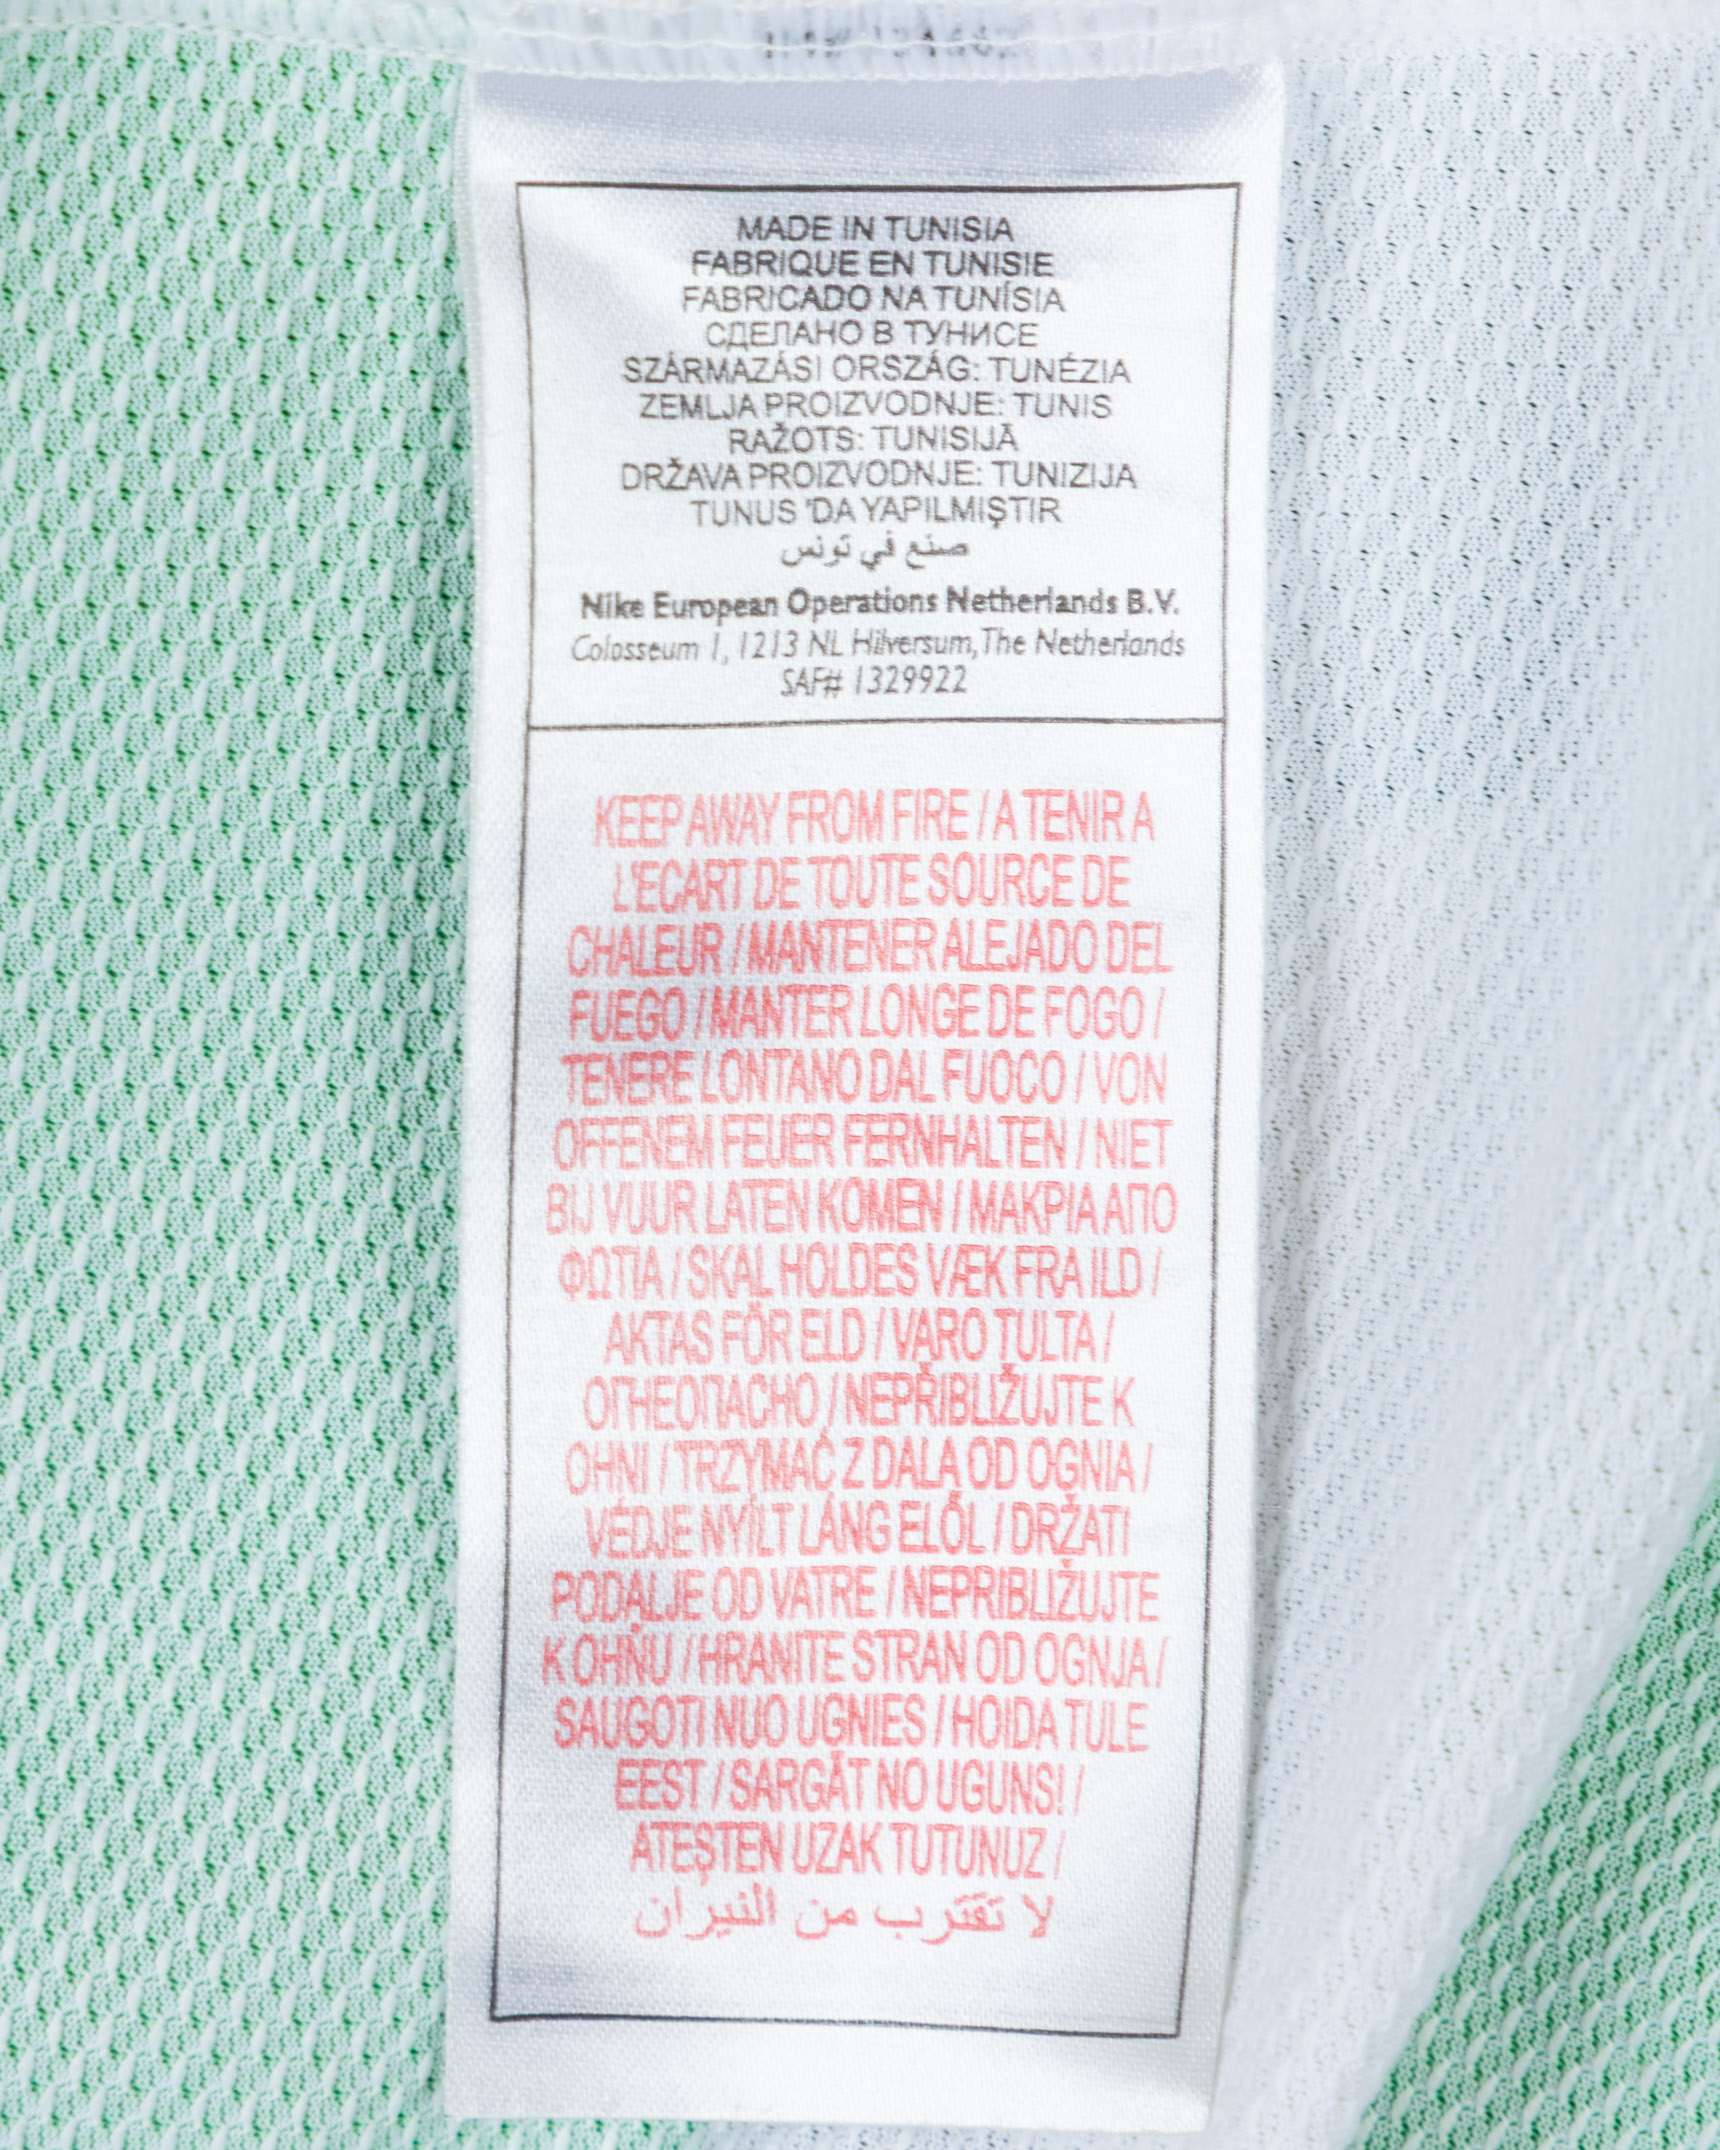 MADE IN TUNISIA
FABRIQUE EN TUNISIE
FABRICADO NA TUNÍSIA
СДЕЛАНО В ТУНИСЕ
SZÁRMAZÁSI ORSZÁG: TUNÉZIA
ZEMLJA PROIZVODNJE: TUNIS
RAŽOTS: TUNISIJĀ
DRŽAVA PROIZVODNJE: TUNIZIJA
TUNUS 'DA YAPILMIŞTIR
صنع في تونس
Nike European Operations Netherlands B.V.
Colosseum 1, 1213 NL Hilversum, The Netherlands
SAF# 1329922
KEEP AWAY FROM FIRE / A TENIR A
L'ECART DE TOUTE SOURCE DE
CHALEUR / MANTENER ALEJADO DEL
FUEGO / MANTER LONGE DE FOGO /
TENERE LONTANO DAL FUOCO / VON
OFFENEM FEUER FERNHALTEN / NIET
BIJ VUUR LATEN KOMEN / ΜΑΚΡΙΑ ΑΠΟ
ΦΩΤΙΑ / SKAL HOLDES VÆK FRA ILD /
AKTAS FÖR ELD / VARO TULTA /
ОГНЕОПАСНО / NEPŘIBLIŽUJTE K
OHNI / TRZYMAĆ Z DALA OD OGNIA /
VÉDJE NYÍLT LÁNG ELŐL / DRŽATI
PODALJE OD VATRE / NEPRIBLIŽUJTE
K OHŇU / HRANITE STRAN OD OGNJA /
SAUGOTI NUO UGNIES / HOIDA TULE
EEST / SARGĀT NO UGUNS! /
ATEŞTEN UZAK TUTUNUZ /
لا تقترب من النيران